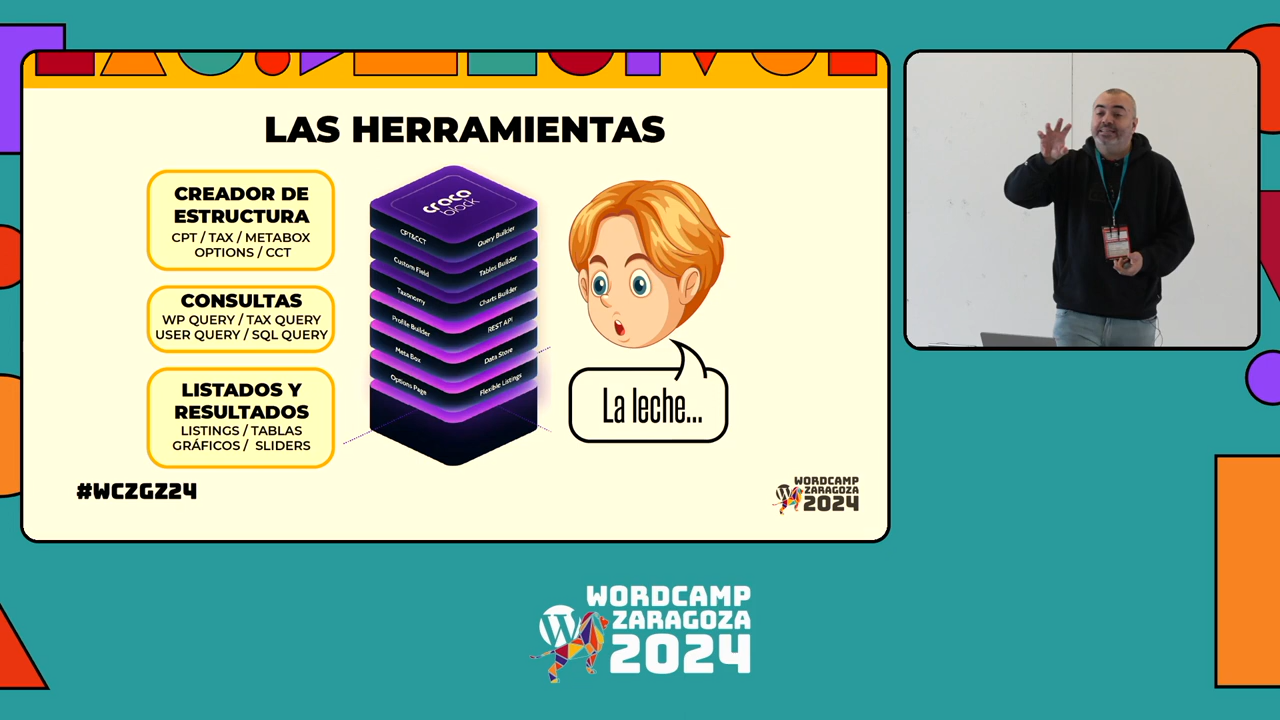 LAS HERRAMIENTAS
CREADOR DE
ESTRUCTURA
CPT / TAX / METABOX
OPTIONS / CCT
CONSULTAS
WP QUERY / TAX QUERY
USER QUERY / SQL QUERY
LISTADOS Y
RESULTADOS
LISTINGS / TABLAS
GRÁFICOS / SLIDERS
croco
block
CPT&CCT
Custom Field
Taxonomy
Profile Builder
Meta Box
Options Page
Query Builder
Tables Builder
Charts Builder
REST API
Data Store
Flexible Listings
La leche...
#WCZGZ24
WORDCAMP
ZARAGOZA
2024
WORDCAMP
ZARAGOZA
2024